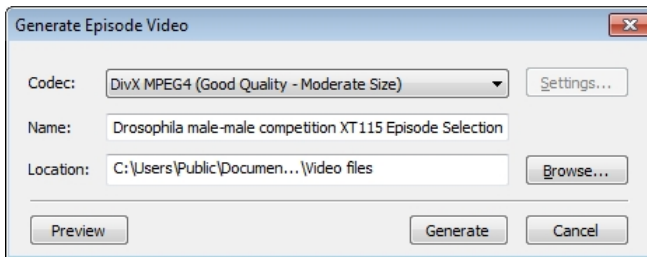 Generate Episode Video
Codec: DivX MPEG4 (Good Quality - Moderate Size) Settings...
Name: Drosophila male-male competition XT115 Episode Selection
Location: C:\Users\Public\Documen...\Video files Browse...
Preview Generate Cancel